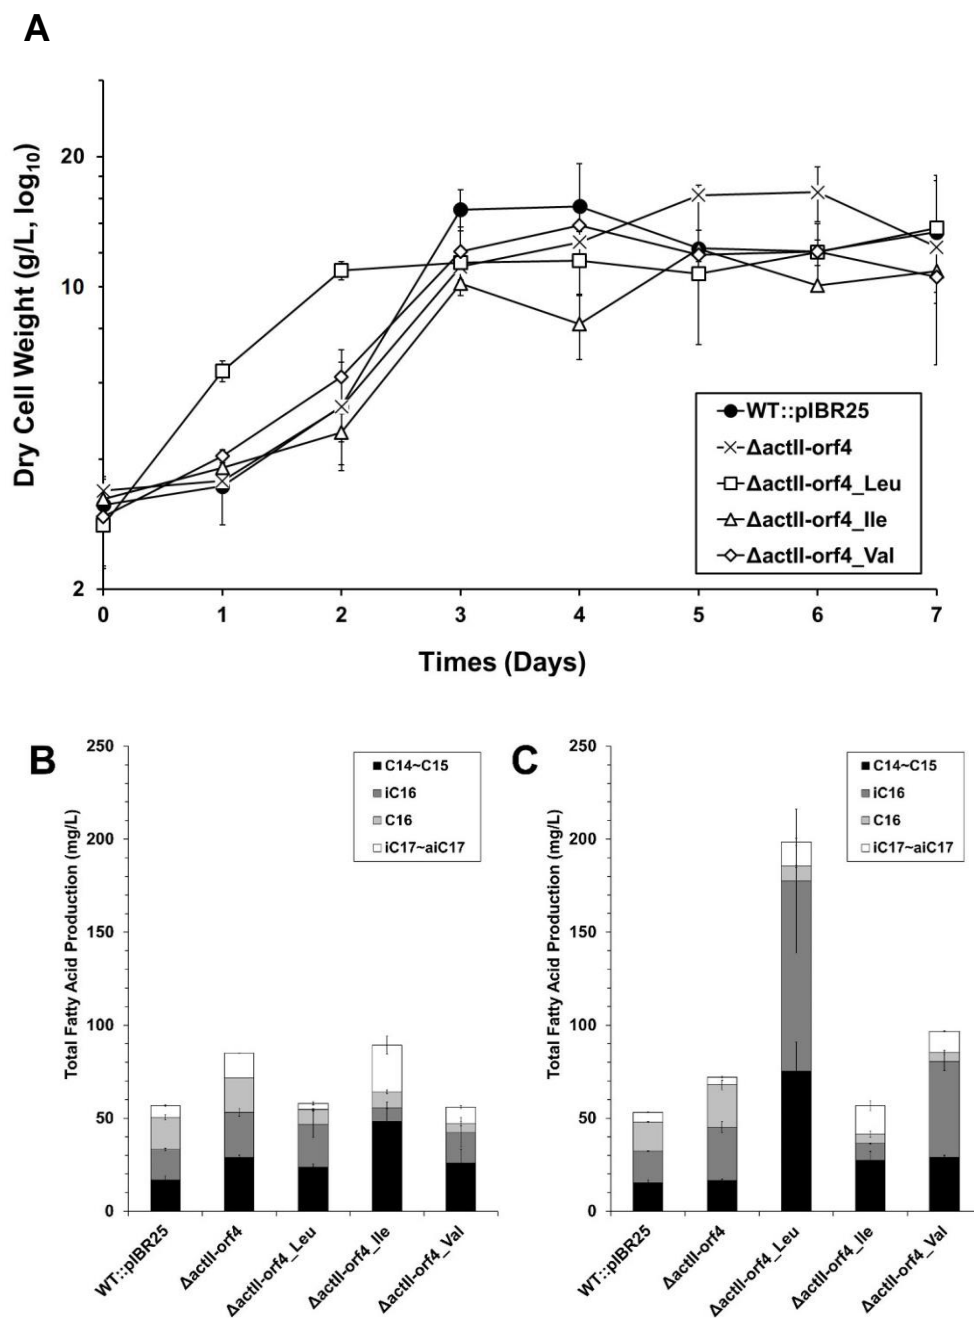 A
Dry Cell Weight (g/L, log₁₀)
20
10
2
0 1 2 3 4 5 6 7
Times (Days)
WT::pIBR25
ΔactII-orf4
ΔactII-orf4_Leu
ΔactII-orf4_Ile
ΔactII-orf4_Val
B
Total Fatty Acid Production (mg/L)
250
200
150
100
50
0
C14~C15
iC16
C16
iC17~aiC17
WT::pIBR25
ΔactII-orf4
ΔactII-orf4_Leu
ΔactII-orf4_Ile
ΔactII-orf4_Val
C
Total Fatty Acid Production (mg/L)
250
200
150
100
50
0
C14~C15
iC16
C16
iC17~aiC17
WT::pIBR25
ΔactII-orf4
ΔactII-orf4_Leu
ΔactII-orf4_Ile
ΔactII-orf4_Val